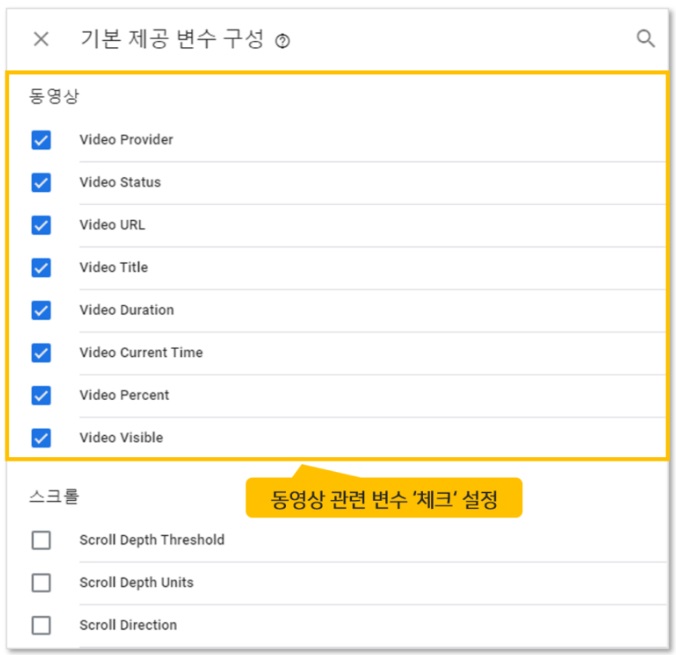 기본 제공 변수 구성
동영상
Video Provider
Video Status
Video URL
Video Title
Video Duration
Video Current Time
Video Percent
Video Visible
동영상 관련 변수 ‘체크’ 설정
스크롤
Scroll Depth Threshold
Scroll Depth Units
Scroll Direction